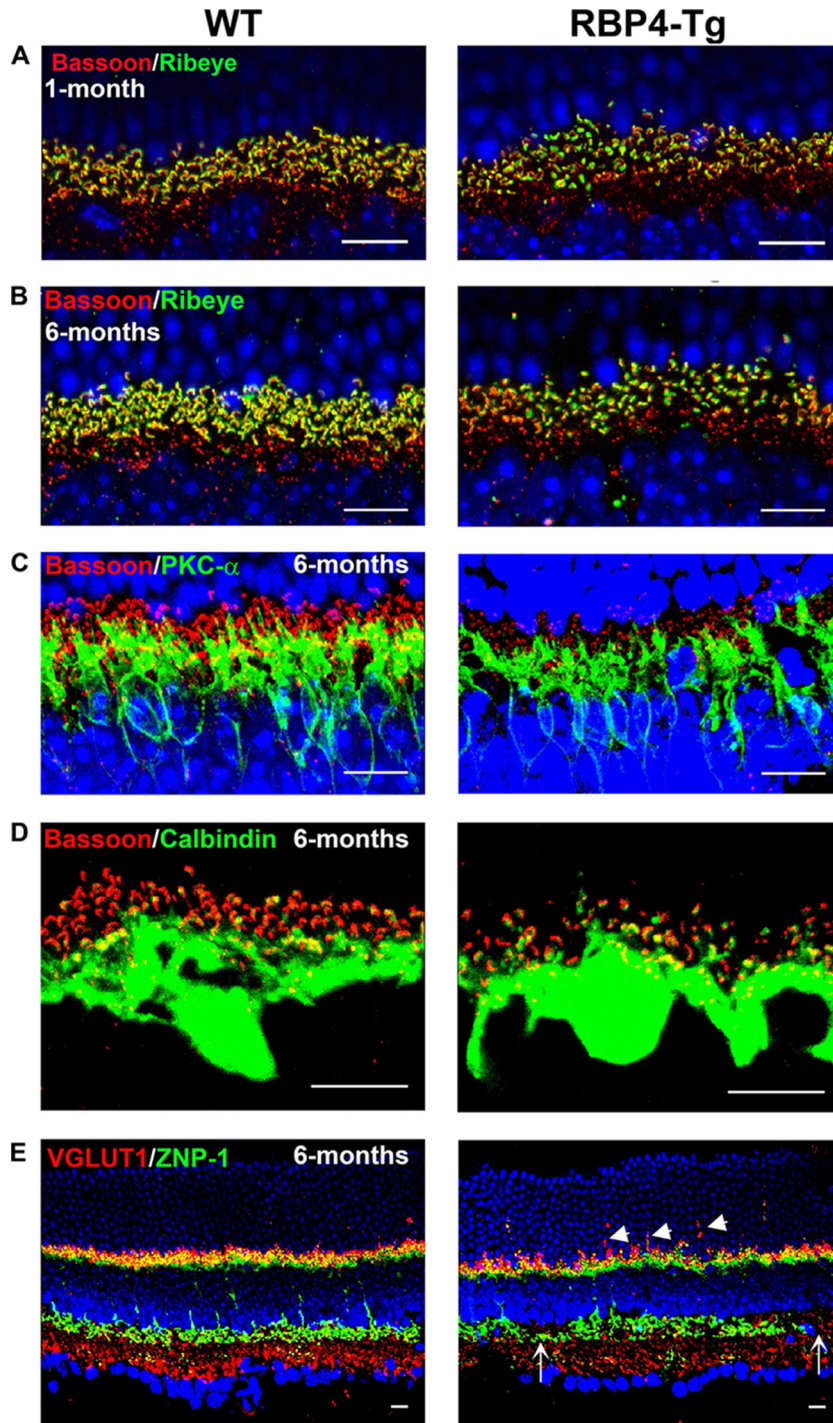 WT RBP4-Tg
A
Bassoon/Ribeye
1-month
B
Bassoon/Ribeye
6-months
C
Bassoon/PKC-α 6-months
D
Bassoon/Calbindin 6-months
E
VGLUT1/ZNP-1 6-months